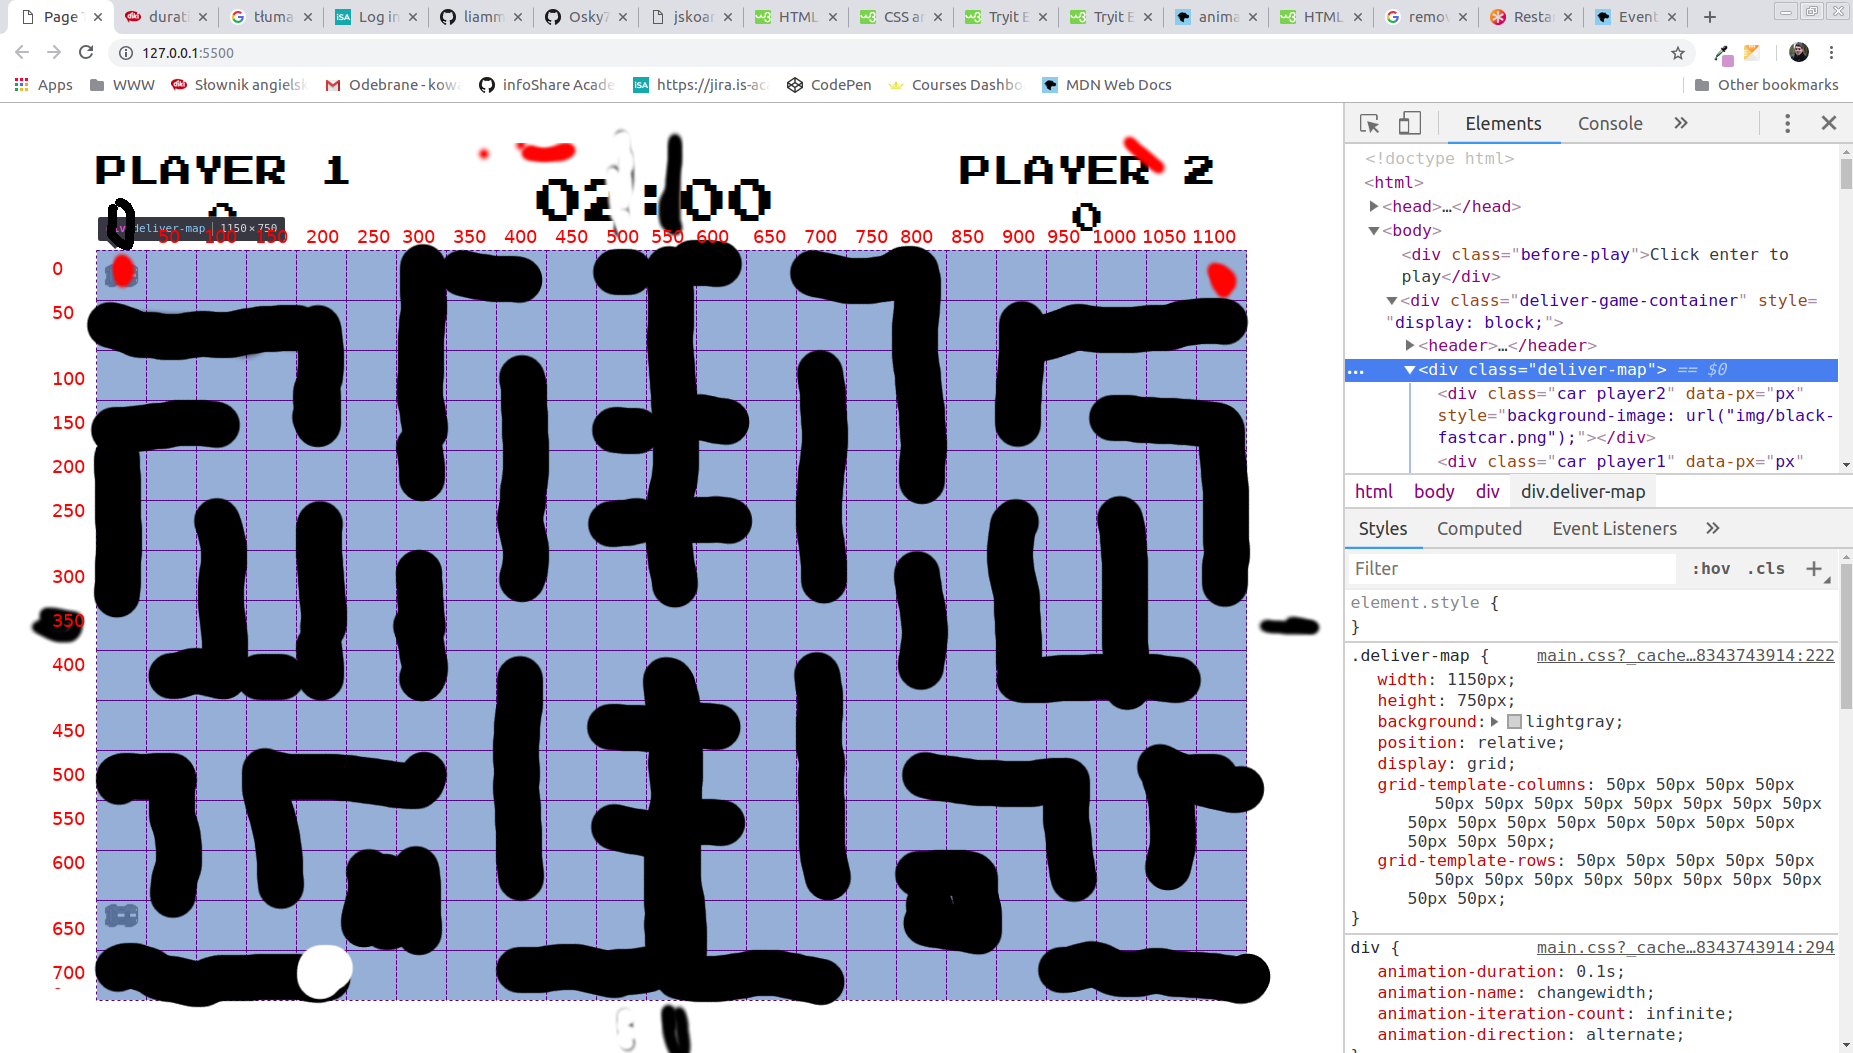 PageT
durati
tłuma
Log in
liamm
Osky7
jskoar
HTML
CSS ar
Tryit E
Tryit E
anima
HTML
remov
Resta
Event
127.0.0.1:5500
Apps WWW Słownik angiels Odebrane - kowa infoShare Acade https://jira.is-aca CodePen Courses Dashbo MDN Web Docs Other bookmarks
PLAYER 1
0
02:00
PLAYER 2
0
div.deliver-map | 1150×750
50 100 150 200 250 300 350 400 450 500 550 600 650 700 750 800 850 900 950 1000 1050 1100
0
50
100
150
200
250
300
350
400
450
500
550
600
650
700
Elements Console »
<!doctype html>
<html>
<head>…</head>
<body>
<div class="before-play">Click enter to
play</div>
<div class="deliver-game-container" style=
"display: block;">
<header>…</header>
<div class="deliver-map"> == $0
<div class="car player2" data-px="px"
style="background-image: url("img/black-
fastcar.png");"></div>
<div class="car player1" data-px="px"
html body div div.deliver-map
Styles Computed Event Listeners »
Filter :hov .cls +
element.style {
}
.deliver-map { main.css?_cache…8343743914:222
width: 1150px;
height: 750px;
background: lightgray;
position: relative;
display: grid;
grid-template-columns: 50px 50px 50px 50px
50px 50px 50px 50px 50px 50px 50px 50px
50px 50px 50px 50px 50px 50px 50px 50px
50px 50px 50px;
grid-template-rows: 50px 50px 50px 50px 50px
50px 50px 50px 50px 50px 50px 50px 50px
50px 50px;
}
div { main.css?_cache…8343743914:294
animation-duration: 0.1s;
animation-name: changewidth;
animation-iteration-count: infinite;
animation-direction: alternate;